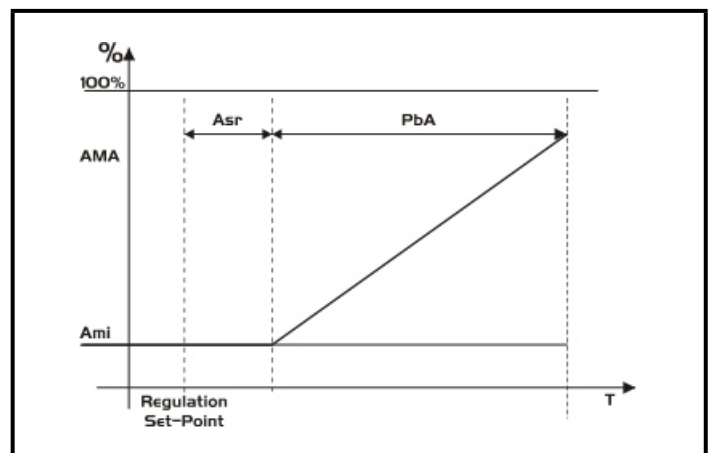 %
100%
Asr
PbA
AMA
Ami
T
Regulation
Set-Point